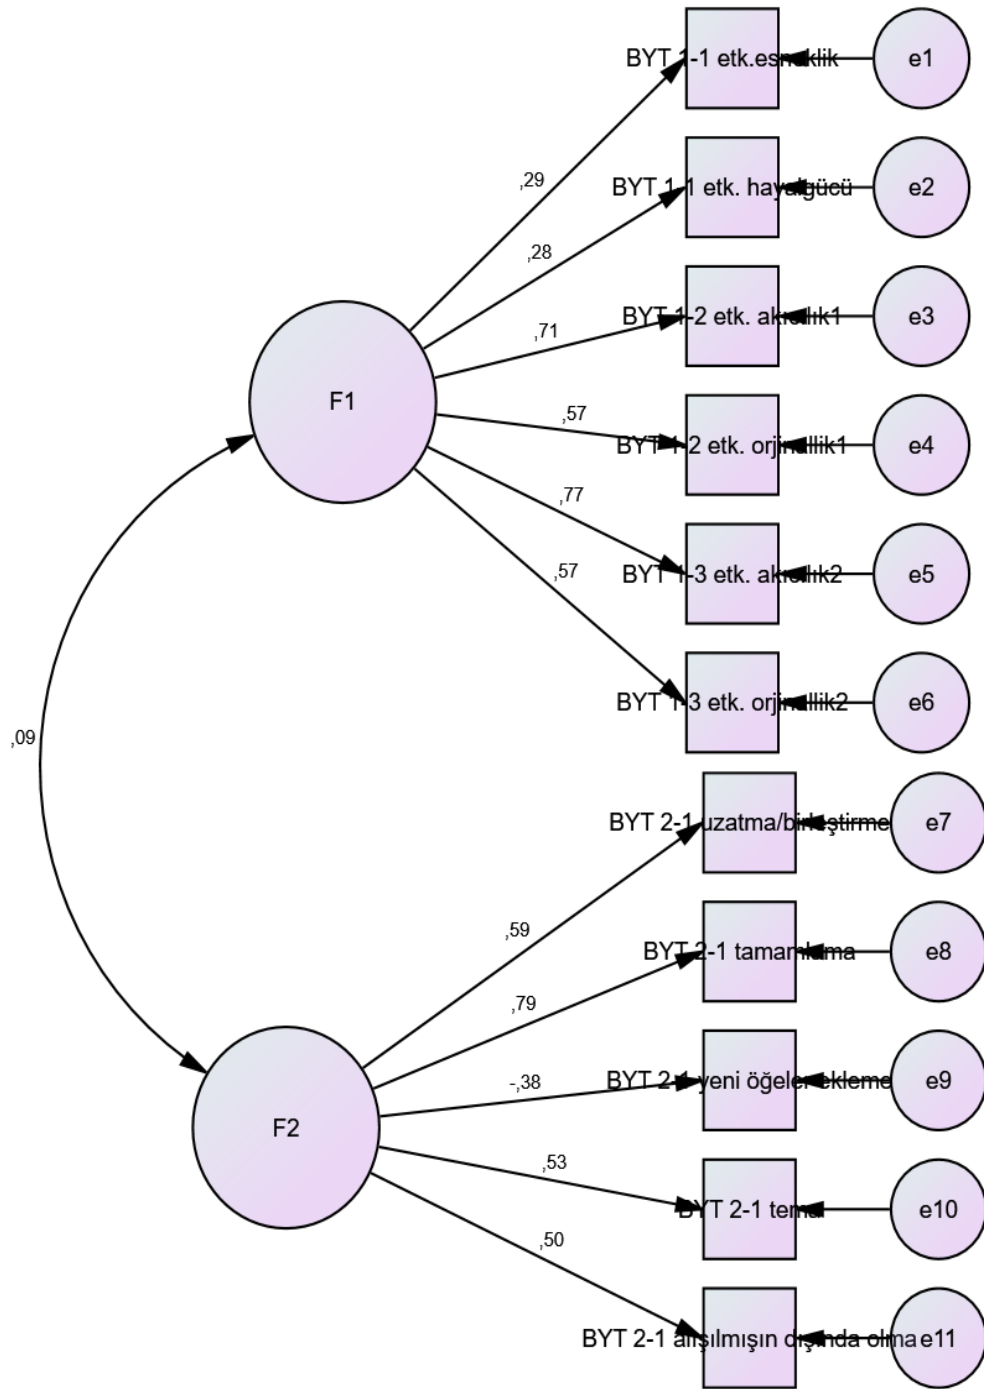 BYT 1-1 etk.esneklik
e1
,29
BYT 1-1 etk. hayalgücü
e2
,28
BYT 1-2 etk. akıcılık1
e3
,71
F1
BYT 1-2 etk. orjinallik1
e4
,57
BYT 1-3 etk. akıcılık2
e5
,77
BYT 1-3 etk. orjinallik2
e6
,57
,09
BYT 2-1 uzatma/birleştirme
e7
,59
BYT 2-1 tamamlama
e8
,79
BYT 2-1 yeni öğeler ekleme
e9
-,38
F2
BYT 2-1 tema
e10
,53
BYT 2-1 alışılmışın dışında olma
e11
,50